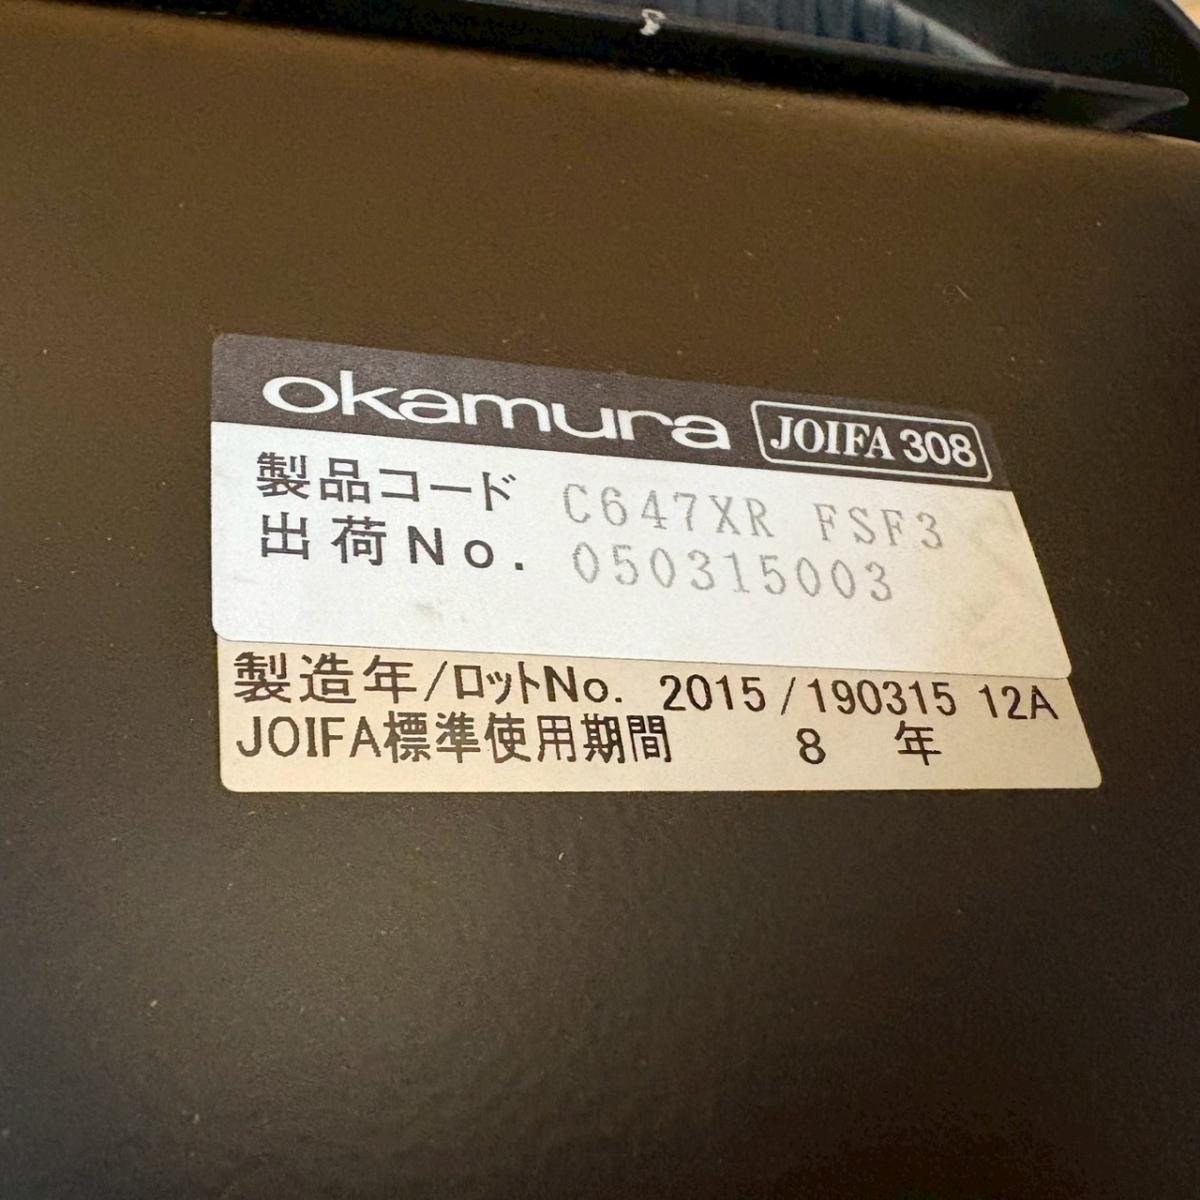 okamura JOIFA 308
製品コード C647XR FSF3
出荷No. 050315003
製造年/ロットNo. 2015/190315 12A
JOIFA標準使用期間 8 年